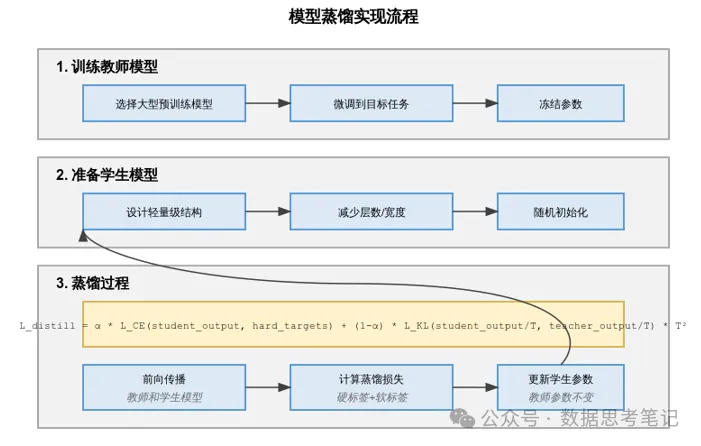 模型蒸馏实现流程
1. 训练教师模型
选择大型预训练模型
微调到目标任务
冻结参数
2. 准备学生模型
设计轻量级结构
减少层数/宽度
随机初始化
3. 蒸馏过程
L_distill = α * L_CE(student_output, hard_targets) + (1-α) * L_KL(student_output/T, teacher_output/T) * T²
前向传播
教师和学生模型
计算蒸馏损失
硬标签+软标签
更新学生参数
教师参数不变
公众号 · 数据思考笔记